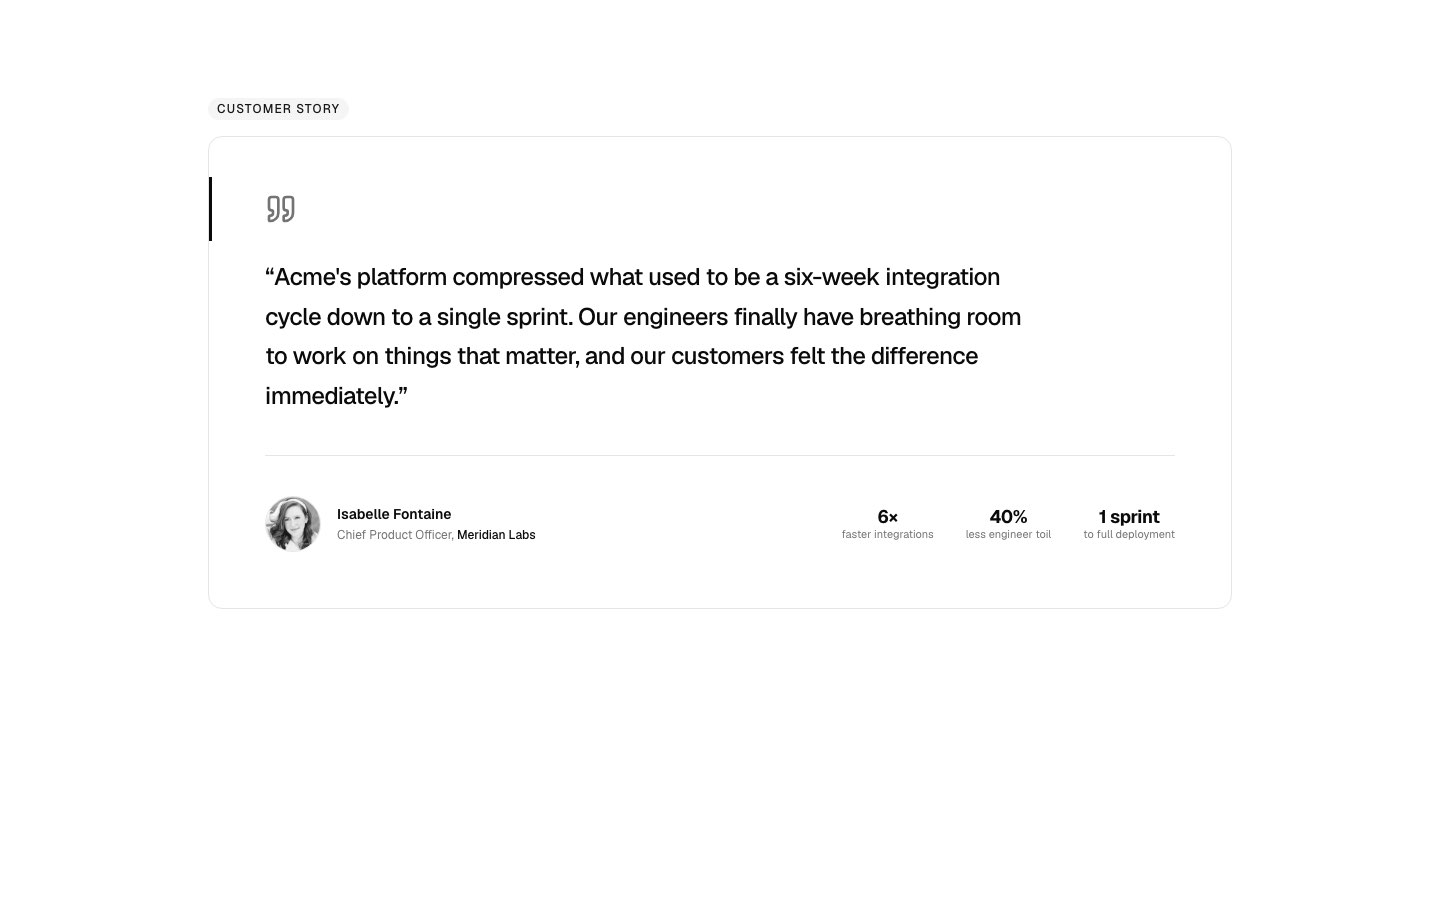 CUSTOMER STORY
“Acme's platform compressed what used to be a six-week integration
cycle down to a single sprint. Our engineers finally have breathing room
to work on things that matter, and our customers felt the difference
immediately.”
Isabelle Fontaine
Chief Product Officer, Meridian Labs
6×
faster integrations
40%
less engineer toil
1 sprint
to full deployment